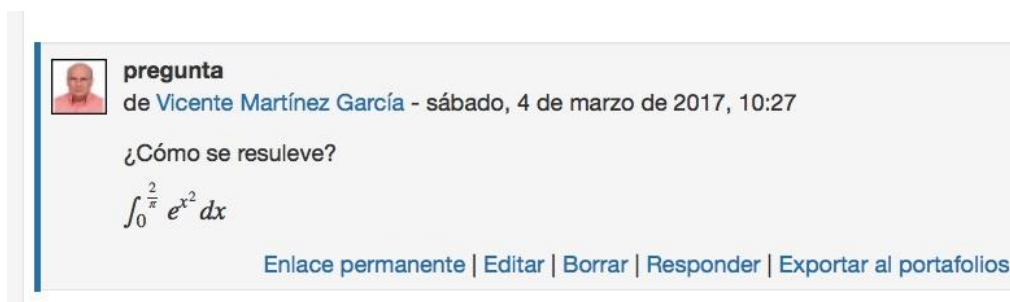 pregunta
de Vicente Martínez García - sábado, 4 de marzo de 2017, 10:27
¿Cómo se resuleve?
∫₀^{2/π} e^{x²} dx
Enlace permanente | Editar | Borrar | Responder | Exportar al portafolios